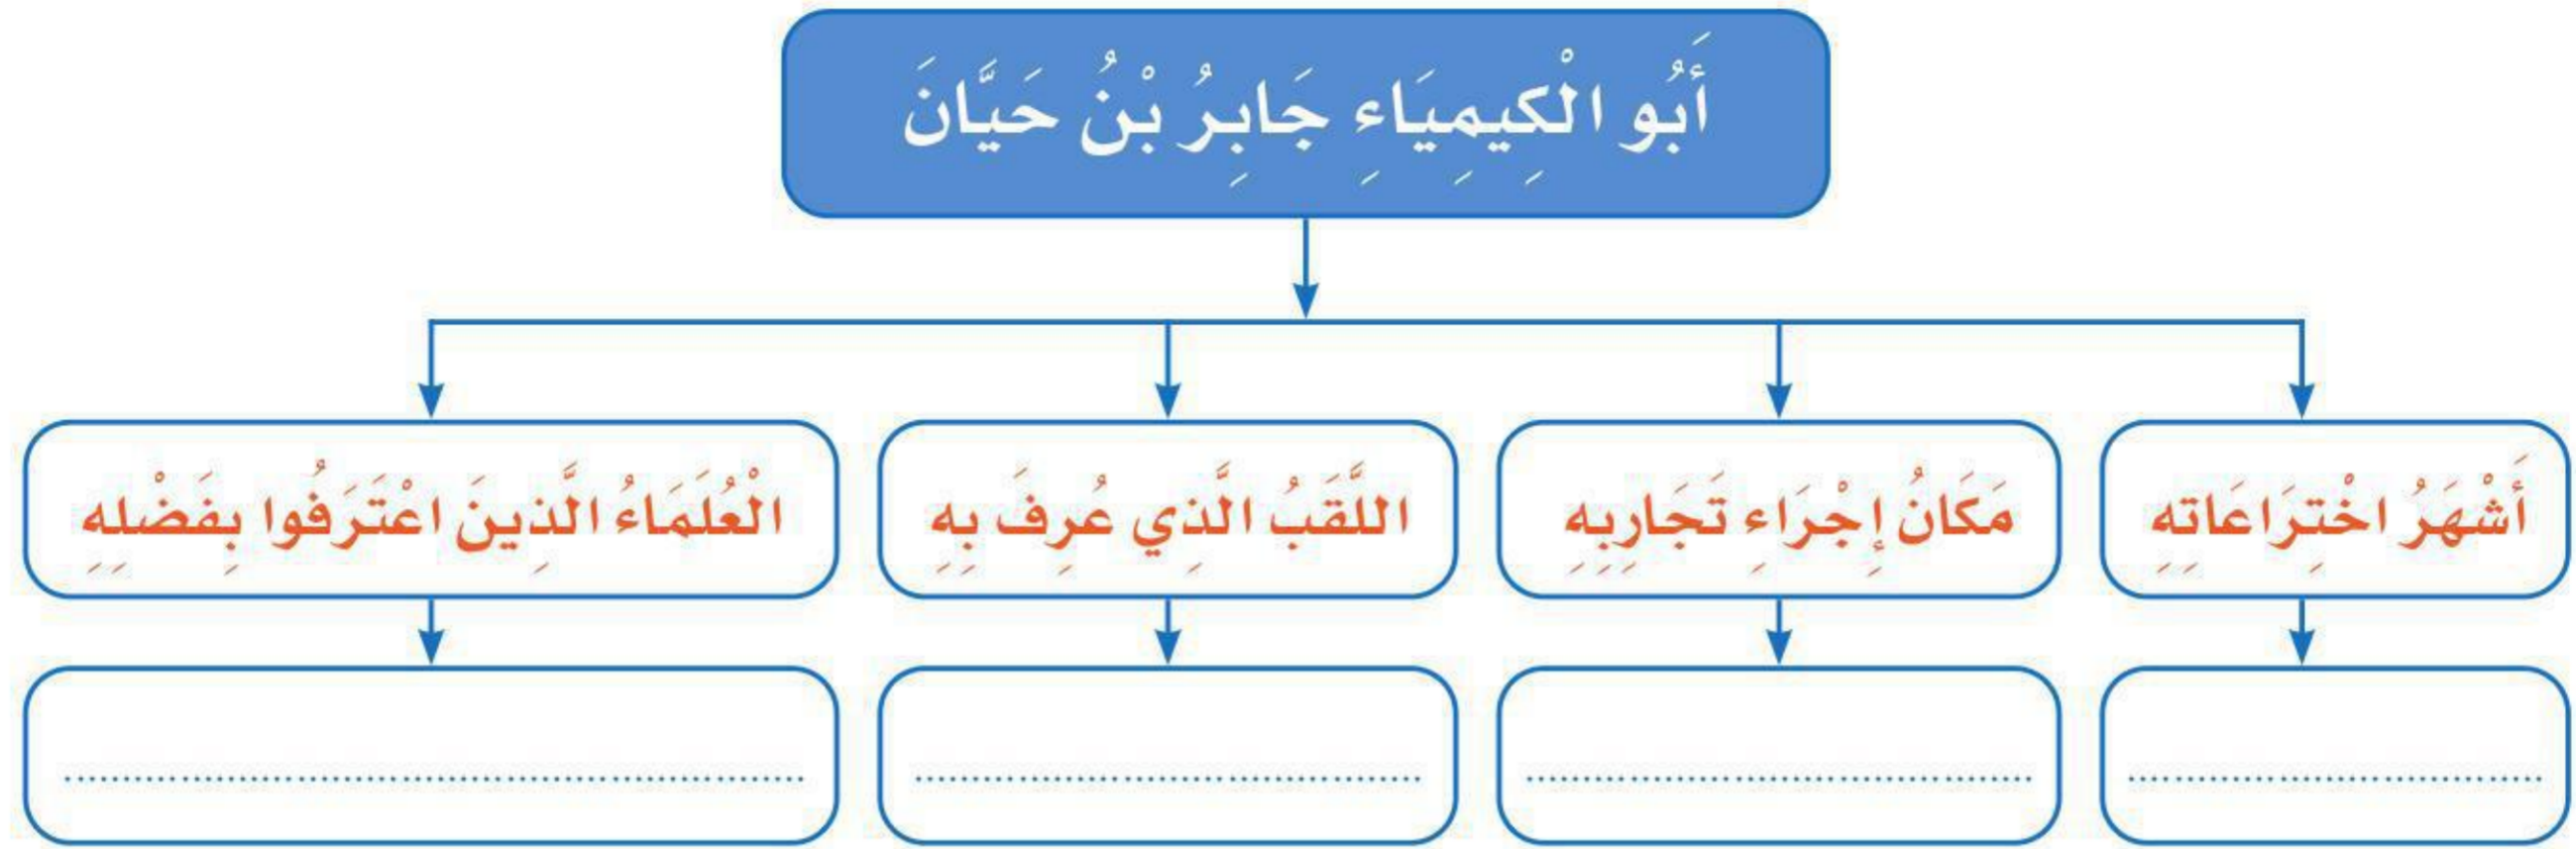 أَبُو الْكِيمِيَاءِ جَابِرُ بْنُ حَيَّانَ
أَشْهَرُ اخْتِرَاعَاتِهِ
مَكَانُ إِجْرَاءِ تَجَارِبِهِ
اللَّقَبُ الَّذِي عُرِفَ بِهِ
الْعُلَمَاءُ الَّذِينَ اعْتَرَفُوا بِفَضْلِهِ